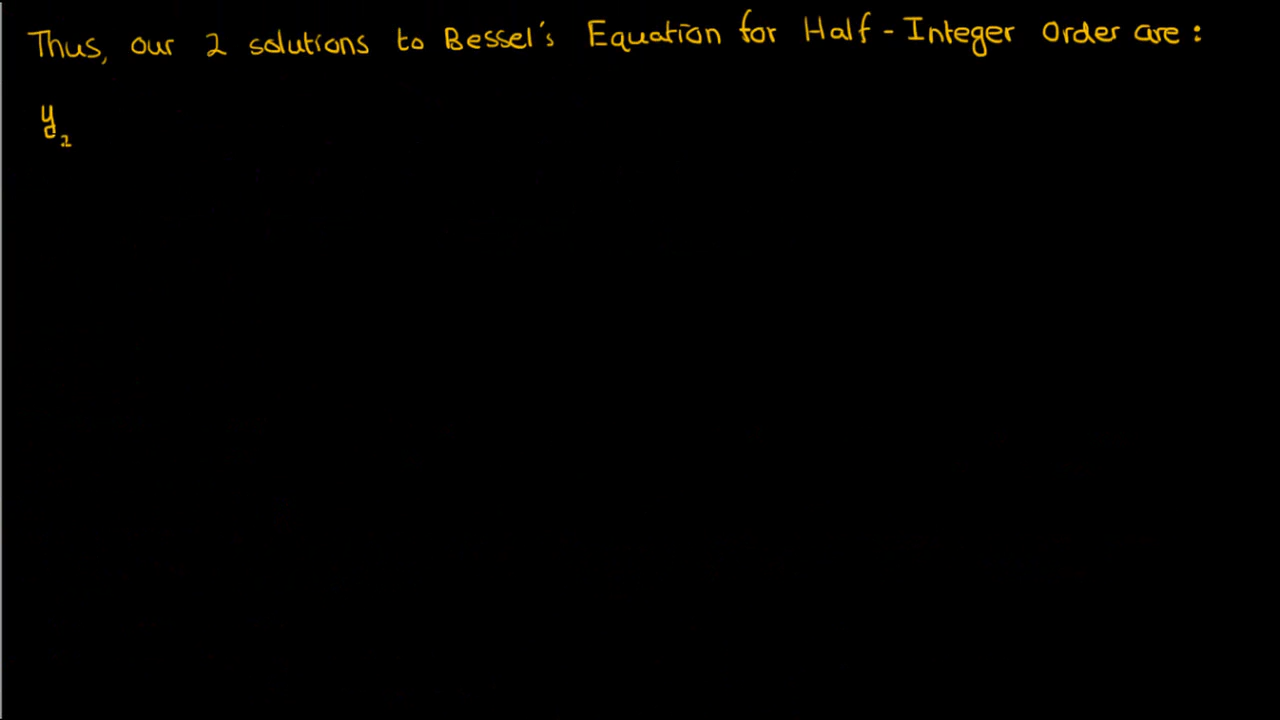 Thus, our 2 solutions to Bessel's Equation for Half-Integer Order are:
y₂